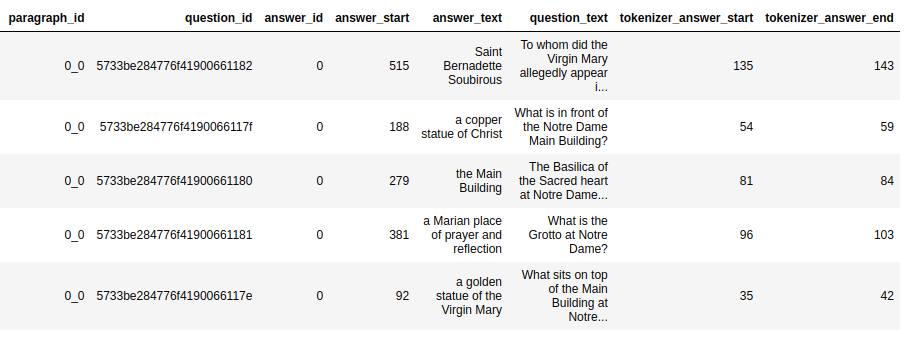 paragraph_id question_id answer_id answer_start answer_text question_text tokenizer_answer_start tokenizer_answer_end
0_0 5733be284776f41900661182 0 515 Saint Bernadette Soubirous To whom did the Virgin Mary allegedly appear i... 135 143
0_0 5733be284776f4190066117f 0 188 a copper statue of Christ What is in front of the Notre Dame Main Building? 54 59
0_0 5733be284776f41900661180 0 279 the Main Building The Basilica of the Sacred heart at Notre Dame... 81 84
0_0 5733be284776f41900661181 0 381 a Marian place of prayer and reflection What is the Grotto at Notre Dame? 96 103
0_0 5733be284776f4190066117e 0 92 a golden statue of the Virgin Mary What sits on top of the Main Building at Notre... 35 42